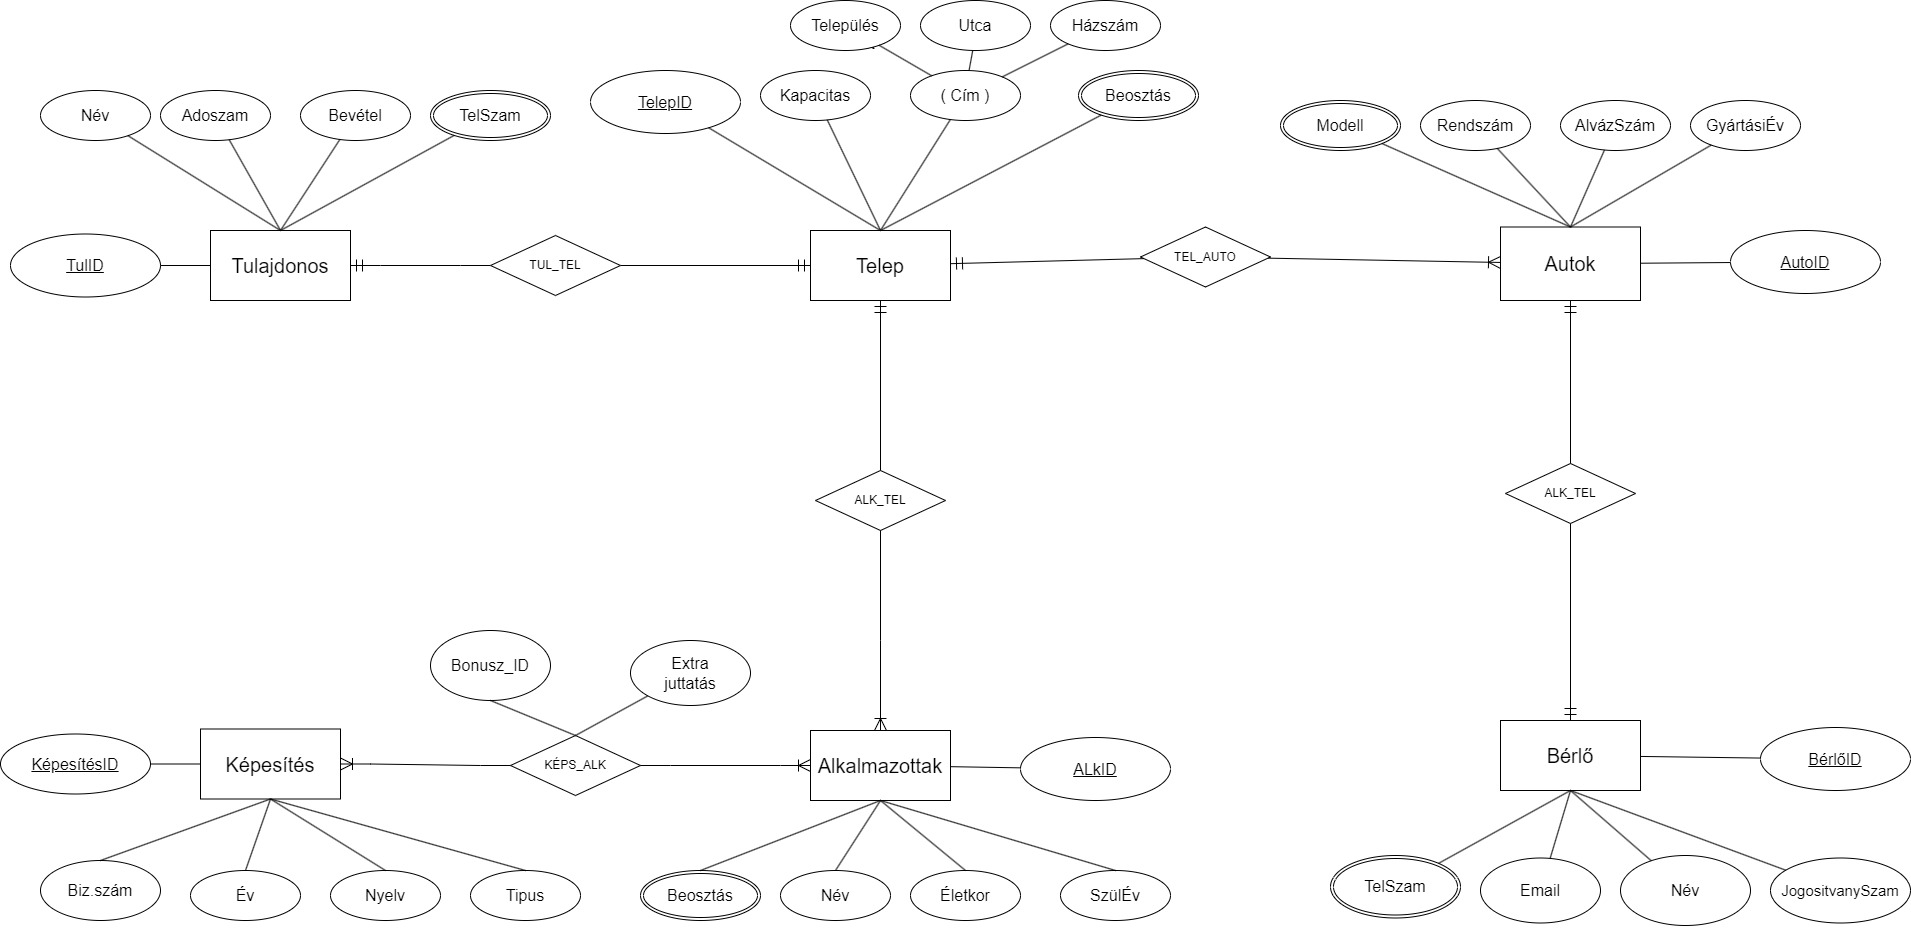 Település
Utca
Házszám
TelepID
Kapacitas
( Cím )
Beosztás
Név
Adoszam
Bevétel
TelSzam
Modell
Rendszám
AlvázSzám
GyártásiÉv
TulID
Tulajdonos
TUL_TEL
Telep
TEL_AUTO
Autok
AutoID
ALK_TEL
ALK_TEL
Bonusz_ID
Extra
juttatás
KépesítésID
Képesítés
KÉPS_ALK
Alkalmazottak
ALkID
Bérlő
BérlőID
Biz.szám
Év
Nyelv
Tipus
Beosztás
Név
Életkor
SzülÉv
TelSzam
Email
Név
JogositvanySzam